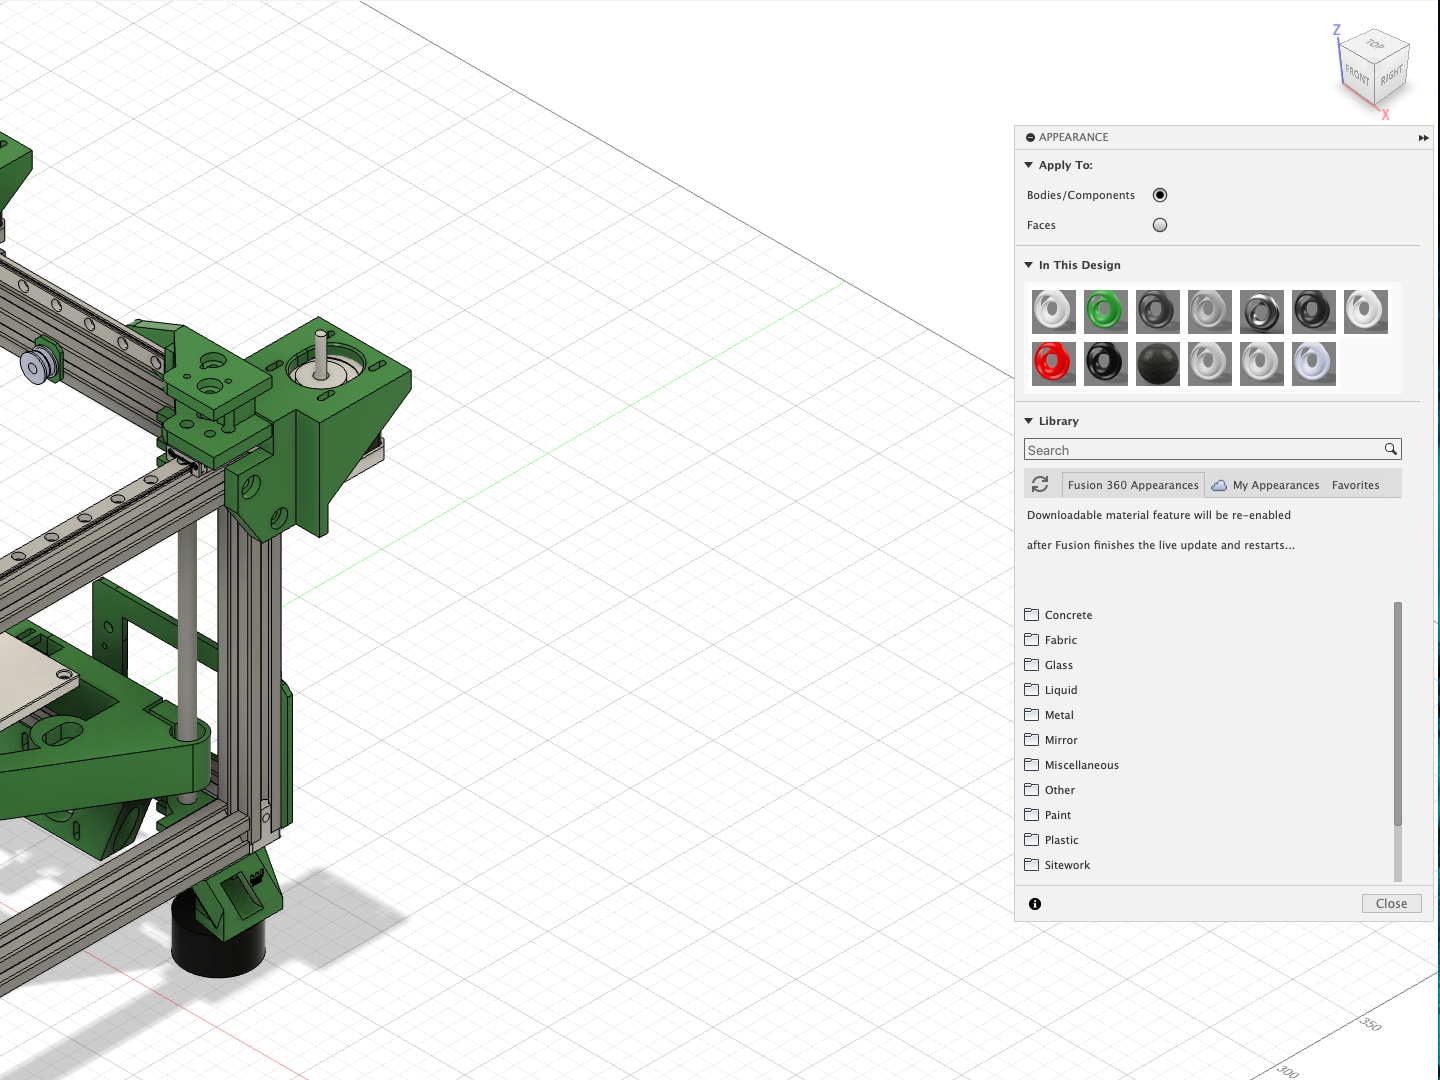 Z
TOP
FRONT
RIGHT
X
APPEARANCE
Apply To:
Bodies/Components
Faces
In This Design
Library
Search
Fusion 360 Appearances
My Appearances
Favorites
Downloadable material feature will be re-enabled
after Fusion finishes the live update and restarts...
Concrete
Fabric
Glass
Liquid
Metal
Mirror
Miscellaneous
Other
Paint
Plastic
Sitework
Close
350
300